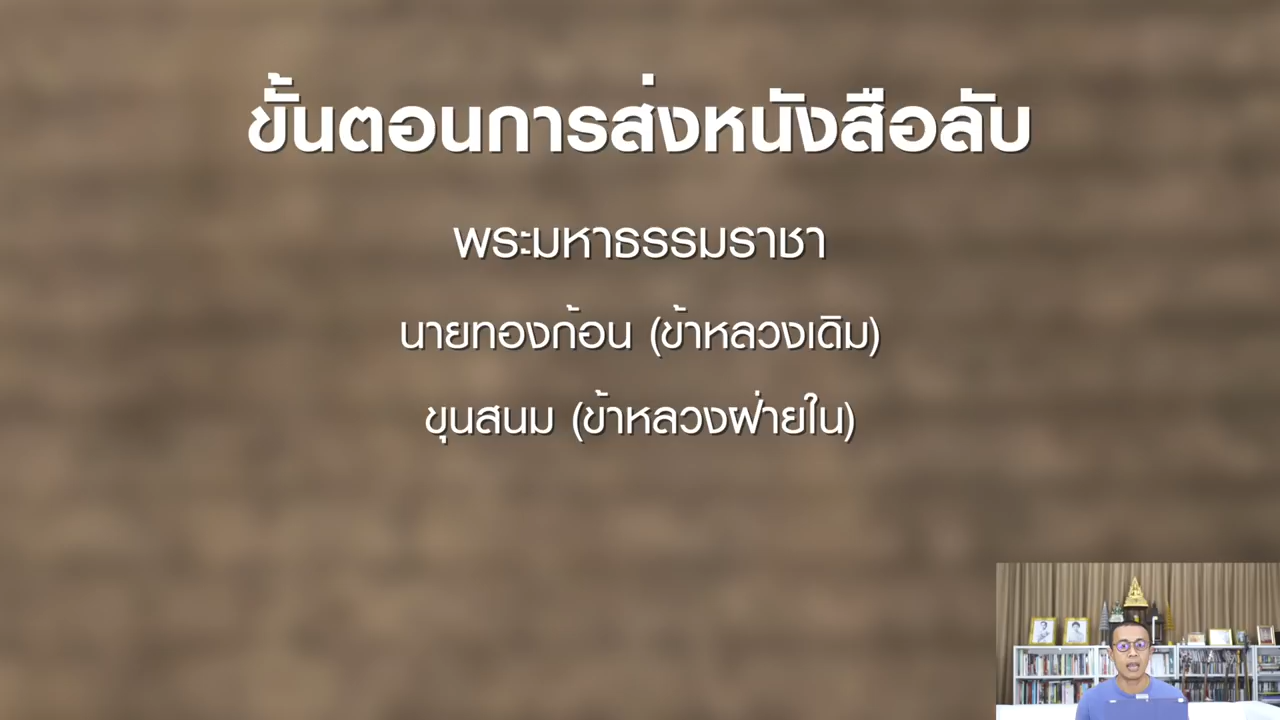 ขั้นตอนการส่งหนังสือลับ
พระมหาธรรมราชา
นายทองก้อน (ข้าหลวงเดิม)
ขุนสนม (ข้าหลวงฝ่ายใน)